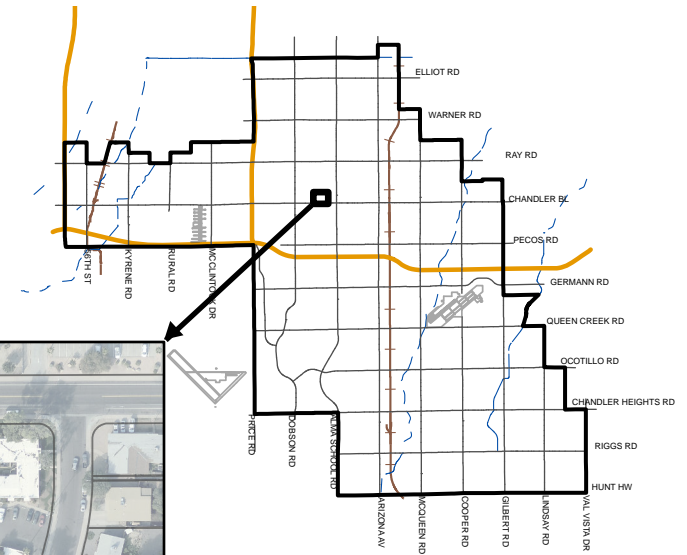 ELLIOT RD
WARNER RD
RAY RD
CHANDLER BL
PECOS RD
GERMANN RD
QUEEN CREEK RD
OCOTILLO RD
CHANDLER HEIGHTS RD
RIGGS RD
HUNT HW
56TH ST
KYRENE RD
RURAL RD
MCCLINTOCK DR
PRICE RD
DOBSON RD
ALMA SCHOOL RD
ARIZONA AV
MCQUEEN RD
COOPER RD
GILBERT RD
LINDSAY RD
VAL VISTA DR